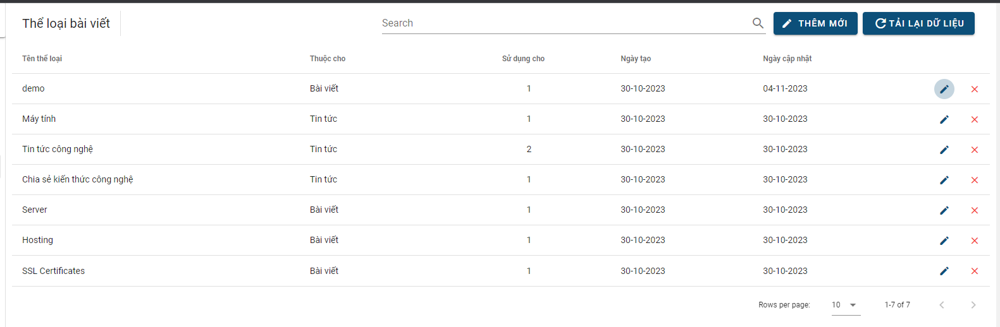 Thể loại bài viết Search THÊM MỚI TẢI LẠI DỮ LIỆU
Tên thể loại Thuộc cho Sử dụng cho Ngày tạo Ngày cập nhật
demo Bài viết 1 30-10-2023 04-11-2023
Máy tính Tin tức 1 30-10-2023 30-10-2023
Tin tức công nghệ Tin tức 2 30-10-2023 30-10-2023
Chia sẻ kiến thức công nghệ Tin tức 1 30-10-2023 30-10-2023
Server Bài viết 1 30-10-2023 30-10-2023
Hosting Bài viết 1 30-10-2023 30-10-2023
SSL Certificates Bài viết 1 30-10-2023 30-10-2023
Rows per page: 10 1-7 of 7